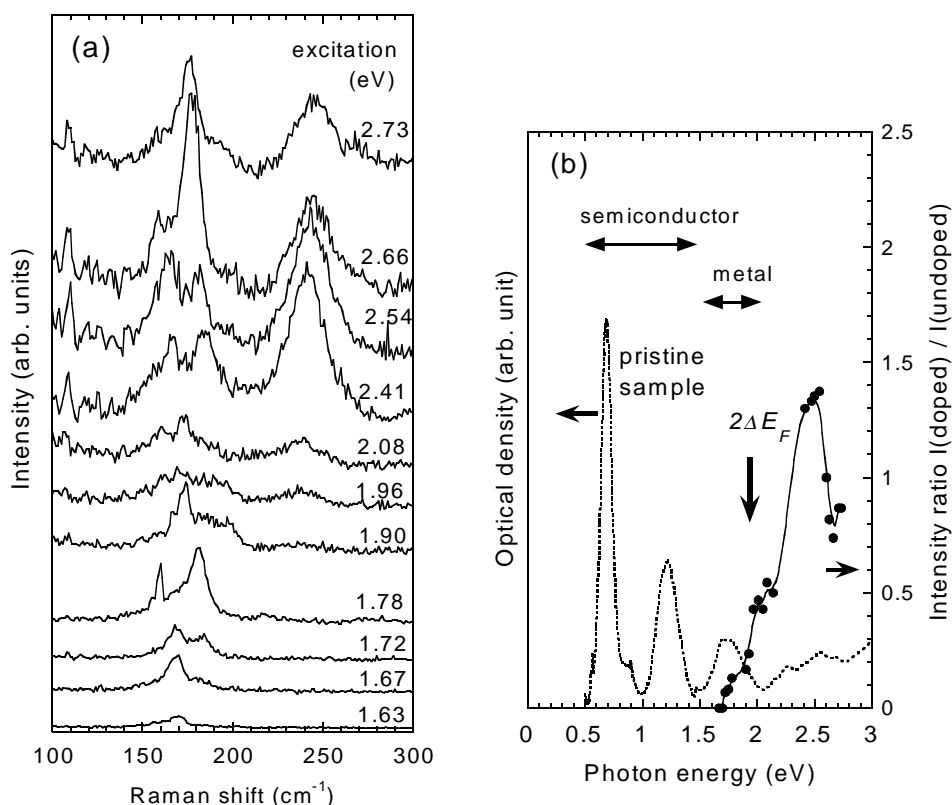 (a)
excitation
(eV)
2.73
2.66
2.54
2.41
2.08
1.96
1.90
1.78
1.72
1.67
1.63
100
150
200
250
300
Raman shift (cm⁻¹)
Intensity (arb. units)
(b)
semiconductor
metal
pristine
sample
2ΔE_F
Optical density (arb. unit)
0
0.5
1
1.5
2
2.5
3
Photon energy (eV)
2.5
2
1.5
1
0.5
0
Intensity ratio I(doped) / I(undoped)